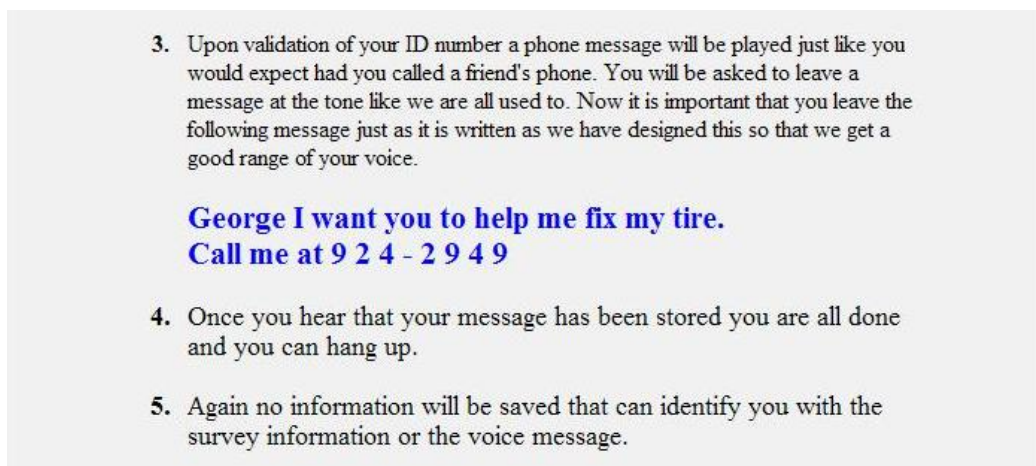 3. Upon validation of your ID number a phone message will be played just like you
would expect had you called a friend's phone. You will be asked to leave a
message at the tone like we are all used to. Now it is important that you leave the
following message just as it is written as we have designed this so that we get a
good range of your voice.
George I want you to help me fix my tire.
Call me at 9 2 4 - 2 9 4 9
4. Once you hear that your message has been stored you are all done
and you can hang up.
5. Again no information will be saved that can identify you with the
survey information or the voice message.